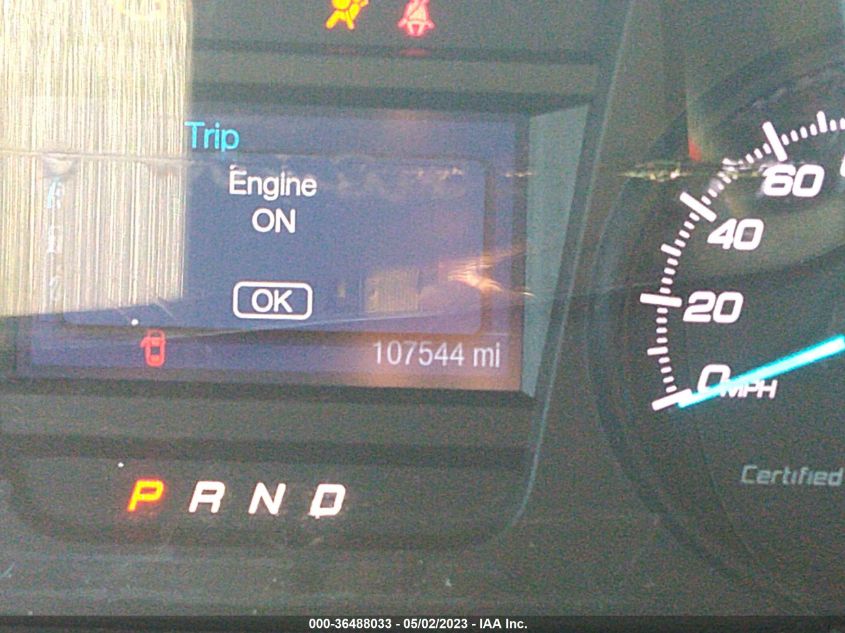 Trip
Engine
ON
OK
107544 mi
P R N D
60
40
20
0 MPH
Certified
000-36488033 - 05/02/2023 - IAA Inc.